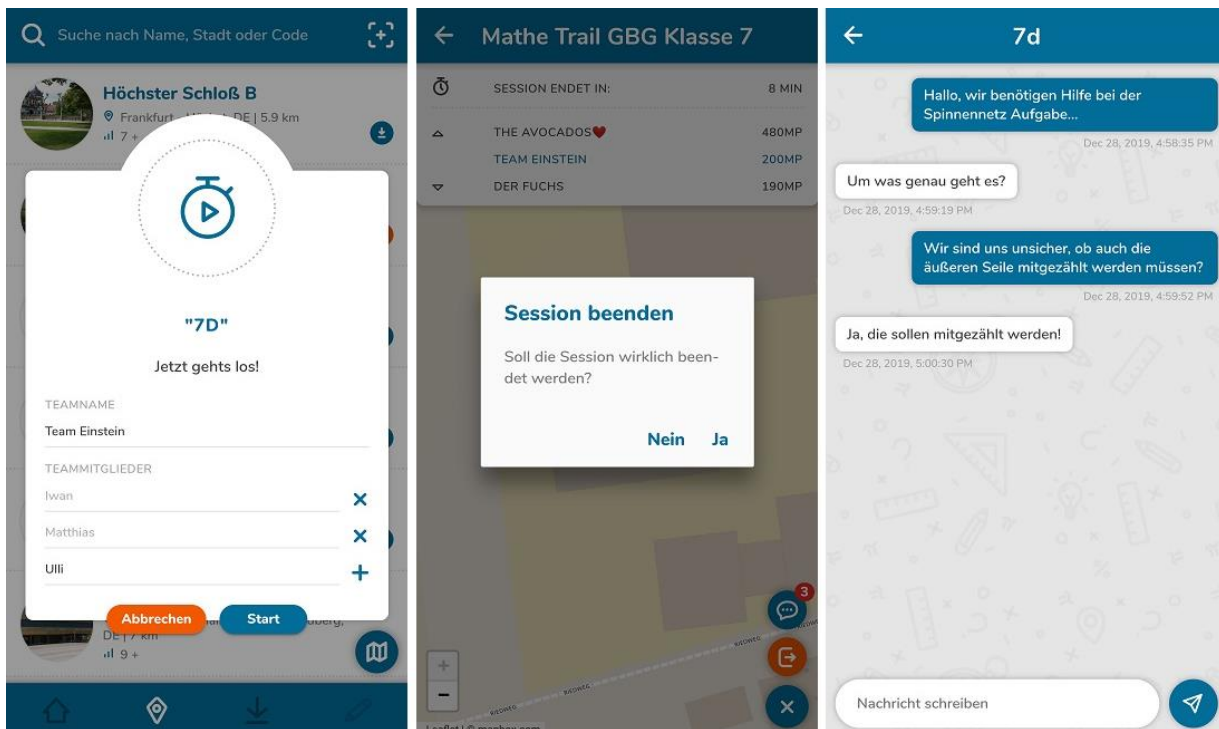 Suche nach Name, Stadt oder Code
Höchster Schloß B
DE | 5.9 km
7 +
"7D"
Jetzt gehts los!
TEAMNAME
Team Einstein
TEAMMITGLIEDER
Iwan
Matthias
Ulli
Abbrechen
Start
DE | 7 km
9 +
Mathe Trail GBG Klasse 7
SESSION ENDET IN: 8 MIN
THE AVOCADOS❤ 480MP
TEAM EINSTEIN 200MP
DER FUCHS 190MP
Session beenden
Soll die Session wirklich been-
det werden?
Nein Ja
3
RIEDWEG
RIEDWEG
RIEDWEG
+
−
Leaflet | © mapbox.com
7d
Hallo, wir benötigen Hilfe bei der
Spinnennetz Aufgabe...
Dec 28, 2019, 4:58:35 PM
Um was genau geht es?
Dec 28, 2019, 4:59:19 PM
Wir sind uns unsicher, ob auch die
äußeren Seile mitgezählt werden müssen?
Dec 28, 2019, 4:59:52 PM
Ja, die sollen mitgezählt werden!
Dec 28, 2019, 5:00:30 PM
Nachricht schreiben